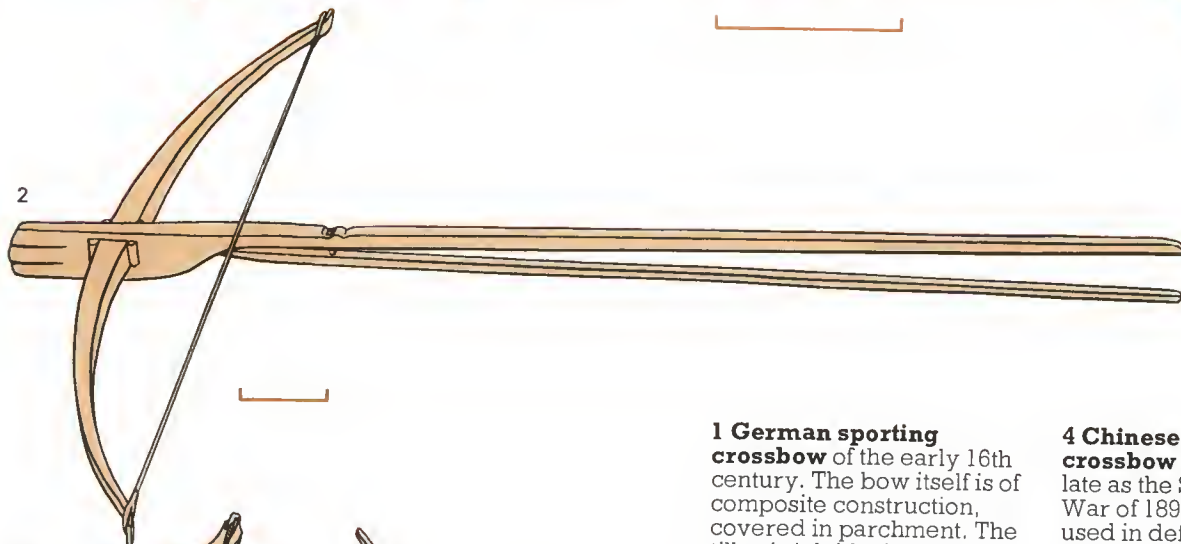 2
1 German sporting
crossbow of the early 16th
century. The bow itself is of
composite construction,
covered in parchment. The
4 Chinese
crossbow
late as the
War of 189
used in def